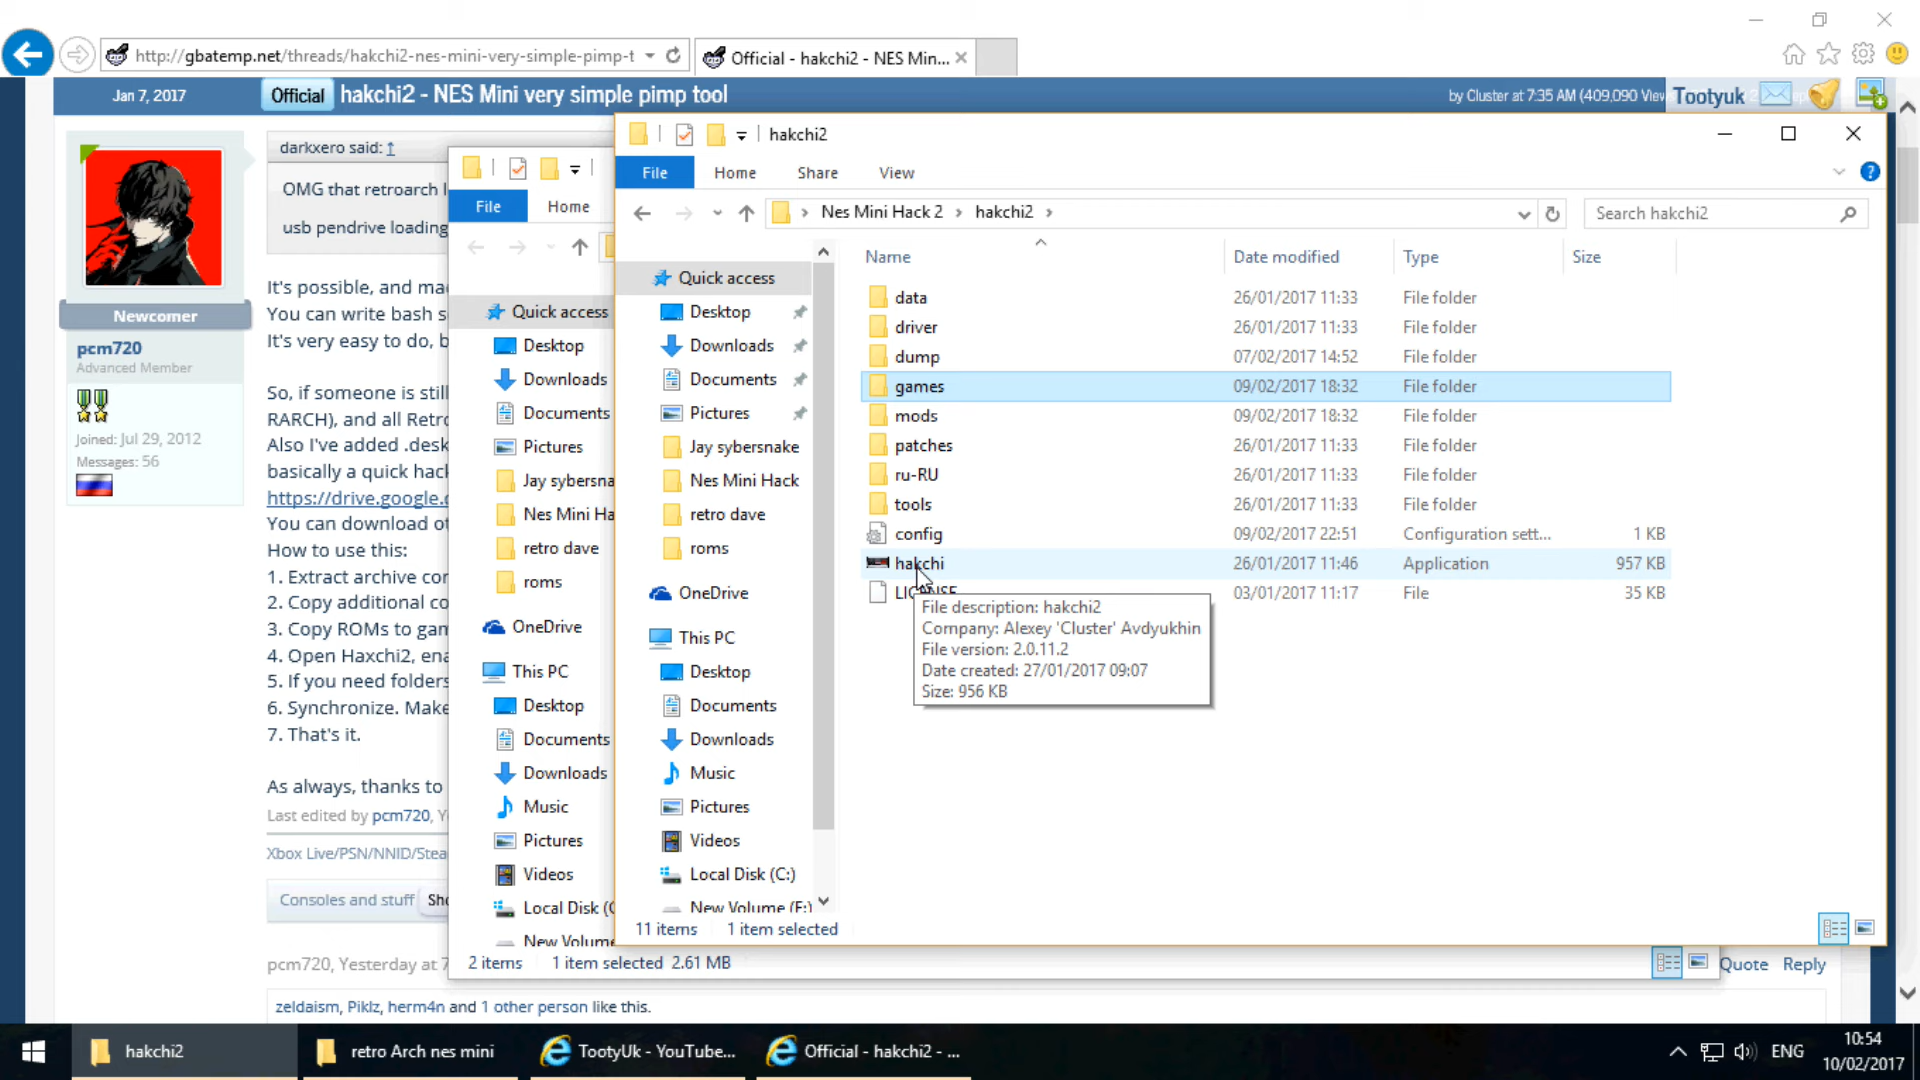 http://gbatemp.net/threads/hakchi2-nes-mini-very-simple-pimp-t
Official - hakchi2 - NES Min...
Jan 7, 2017
Official hakchi2 - NES Mini very simple pimp tool
by Cluster at 7:35 AM (409,090 View
Tootyuk
darkxero said: ↑
OMG that retroarch l
usb pendrive loading
Newcomer
pcm720
Advanced Member
Joined: Jul 29, 2012
Messages: 56
It's possible, and ma
You can write bash s
It's very easy to do, b
So, if someone is still
RARCH), and all Retro
Also I've added .desk
basically a quick hack
https://drive.google.c
You can download ot
How to use this:
1. Extract archive con
2. Copy additional co
3. Copy ROMs to gam
4. Open Haxchi2, ena
5. If you need folders
6. Synchronize. Make
7. That's it.
As always, thanks to
Last edited by pcm720, Y
Xbox Live/PSN/NNID/Stea
Consoles and stuff Sho
pcm720, Yesterday at 7
Quote Reply
zeldaism, Piklz, herm4n and 1 other person like this.
File Home
Quick access
Desktop
Downloads
Documents
Pictures
Jay sybersna
Nes Mini Ha
retro dave
roms
OneDrive
This PC
Desktop
Documents
Downloads
Music
Pictures
Videos
Local Disk (C
New Volume
2 items 1 item selected 2.61 MB
hakchi2
File Home Share View
Nes Mini Hack 2 > hakchi2 >
Search hakchi2
Quick access
Desktop
Downloads
Documents
Pictures
Jay sybersnake
Nes Mini Hack
retro dave
roms
OneDrive
This PC
Desktop
Documents
Downloads
Music
Pictures
Videos
Local Disk (C:)
New Volume (F:)
Name Date modified Type Size
data 26/01/2017 11:33 File folder
driver 26/01/2017 11:33 File folder
dump 07/02/2017 14:52 File folder
games 09/02/2017 18:32 File folder
mods 09/02/2017 18:32 File folder
patches 26/01/2017 11:33 File folder
ru-RU 26/01/2017 11:33 File folder
tools 26/01/2017 11:33 File folder
config 09/02/2017 22:51 Configuration sett... 1 KB
hakchi 26/01/2017 11:46 Application 957 KB
LICENSE 03/01/2017 11:17 File 35 KB
File description: hakchi2
Company: Alexey 'Cluster' Avdyukhin
File version: 2.0.11.2
Date created: 27/01/2017 09:07
Size: 956 KB
11 items 1 item selected
hakchi2
retro Arch nes mini
TootyUk - YouTube...
Official - hakchi2 - ...
ENG
10:54
10/02/2017